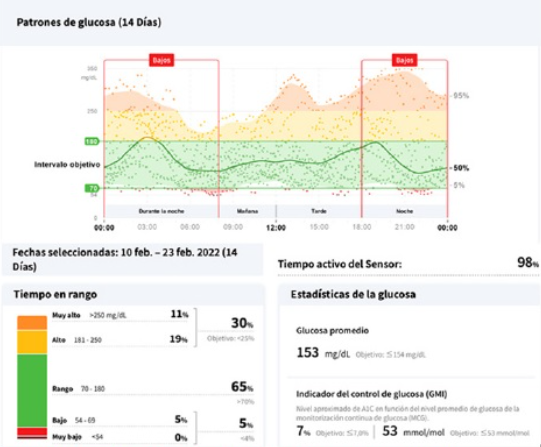 Patrones de glucosa (14 Días)
Bajos
Bajos
300
mg/dL
250
180
70
54
0
Intervalo objetivo
95%
50%
5%
Durante la noche
Mañana
Tarde
Noche
00:00
03:00
06:00
09:00
12:00
15:00
18:00
21:00
00:00
Fechas seleccionadas: 10 feb. – 23 feb. 2022 (14
Días)
Tiempo activo del Sensor:
98%
Tiempo en rango
Muy alto >250 mg/dL 11%
Alto 181 - 250 19%
30%
Objetivo: <25%
Rango 70 - 180
65%
>70%
Bajo 54 - 69 5%
Muy bajo <54 0%
5%
<4%
Estadísticas de la glucosa
Glucosa promedio
153 mg/dL Objetivo: ≤154 mg/dL
Indicador del control de glucosa (GMI)
Nivel aproximado de A1C en función del nivel promedio de glucosa de la
monitorización continua de glucosa (MCG).
7% Objetivo: ≤7,0% | 53 mmol/mol Objetivo: ≤53 mmol/mol